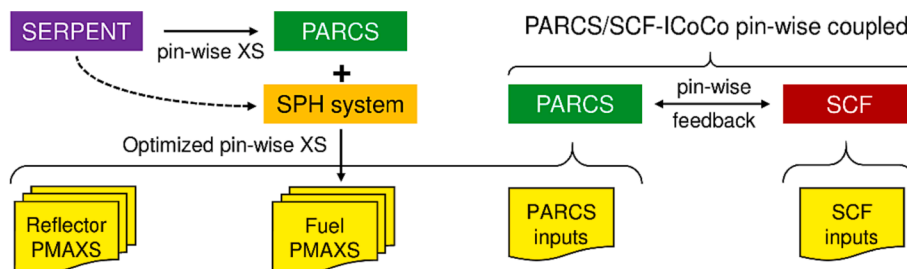 SERPENT
pin-wise XS
PARCS
+
SPH system
Optimized pin-wise XS
PARCS/SCF-ICoCo pin-wise coupled
PARCS
pin-wise
feedback
SCF
Reflector
PMAXS
Fuel
PMAXS
PARCS
inputs
SCF
inputs